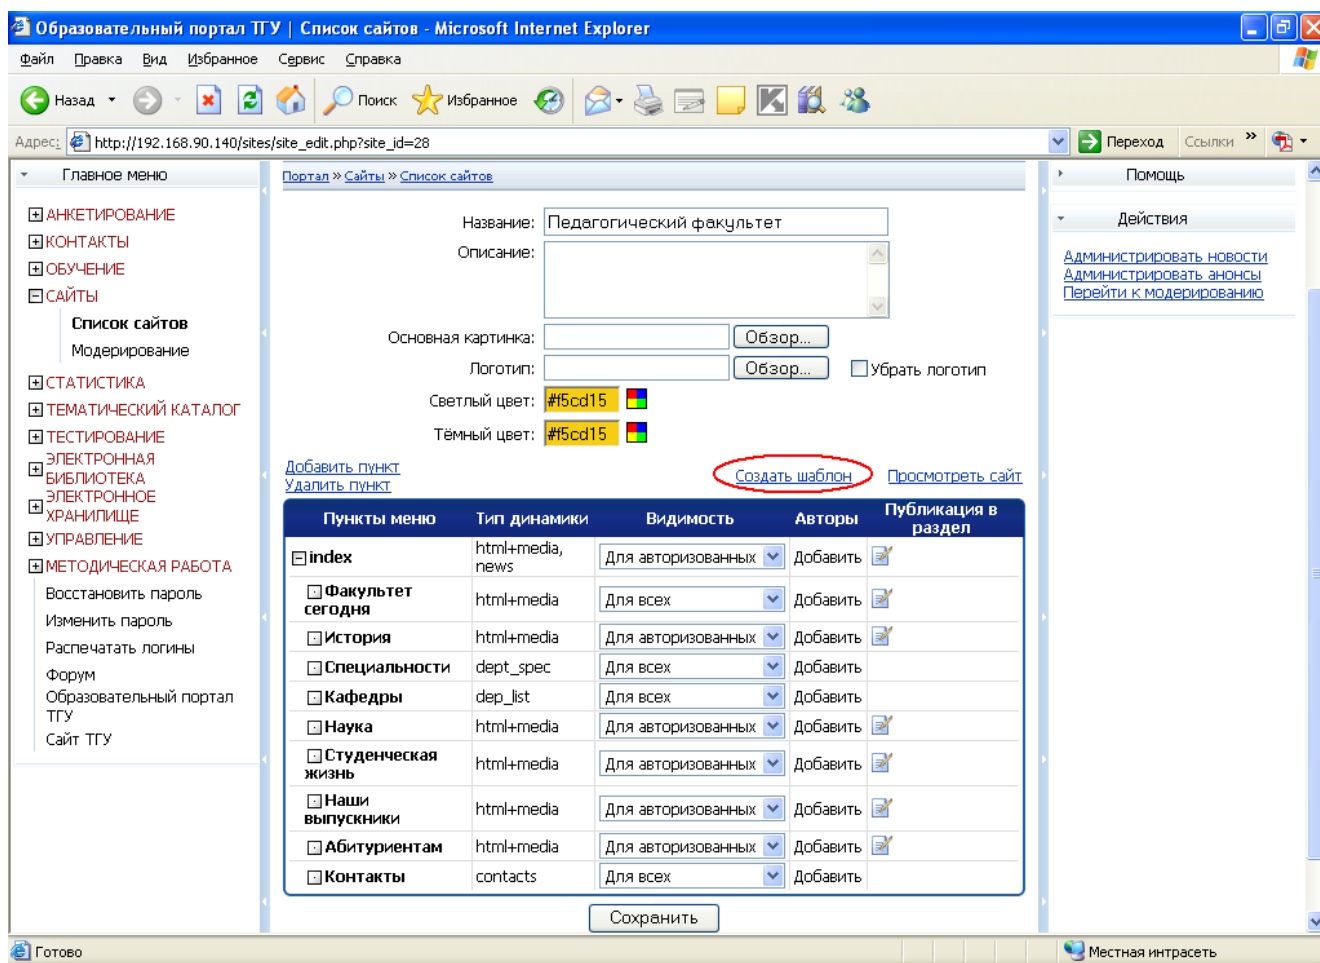 Образовательный портал ТГУ | Список сайтов - Microsoft Internet Explorer
Файл Правка Вид Избранное Сервис Справка
Назад Поиск Избранное
Адрес: http://192.168.90.140/sites/site_edit.php?site_id=28 Переход Ссылки »
Главное меню
АНКЕТИРОВАНИЕ
КОНТАКТЫ
ОБУЧЕНИЕ
САЙТЫ
Список сайтов
Модерирование
СТАТИСТИКА
ТЕМАТИЧЕСКИЙ КАТАЛОГ
ТЕСТИРОВАНИЕ
ЭЛЕКТРОННАЯ
БИБЛИОТЕКА
ЭЛЕКТРОННОЕ
ХРАНИЛИЩЕ
УПРАВЛЕНИЕ
МЕТОДИЧЕСКАЯ РАБОТА
Восстановить пароль
Изменить пароль
Распечатать логины
Форум
Образовательный портал
ТГУ
Сайт ТГУ
Портал » Сайты » Список сайтов
Название: Педагогический факультет
Описание:
Основная картинка: Обзор...
Логотип: Обзор... Убрать логотип
Светлый цвет: #f5cd15
Тёмный цвет: #f5cd15
Добавить пункт
Удалить пункт
Создать шаблон Просмотреть сайт
Пункты меню Тип динамики Видимость Авторы Публикация в
раздел
index html+media,
news Для авторизованных Добавить
Факультет
сегодня html+media Для всех Добавить
История html+media Для авторизованных Добавить
Специальности dept_spec Для всех Добавить
Кафедры dep_list Для всех Добавить
Наука html+media Для авторизованных Добавить
Студенческая
жизнь html+media Для авторизованных Добавить
Наши
выпускники html+media Для авторизованных Добавить
Абитуриентам html+media Для авторизованных Добавить
Контакты contacts Для всех Добавить
Сохранить
Помощь
Действия
Администрировать новости
Администрировать анонсы
Перейти к модерированию
Готово Местная интрасеть